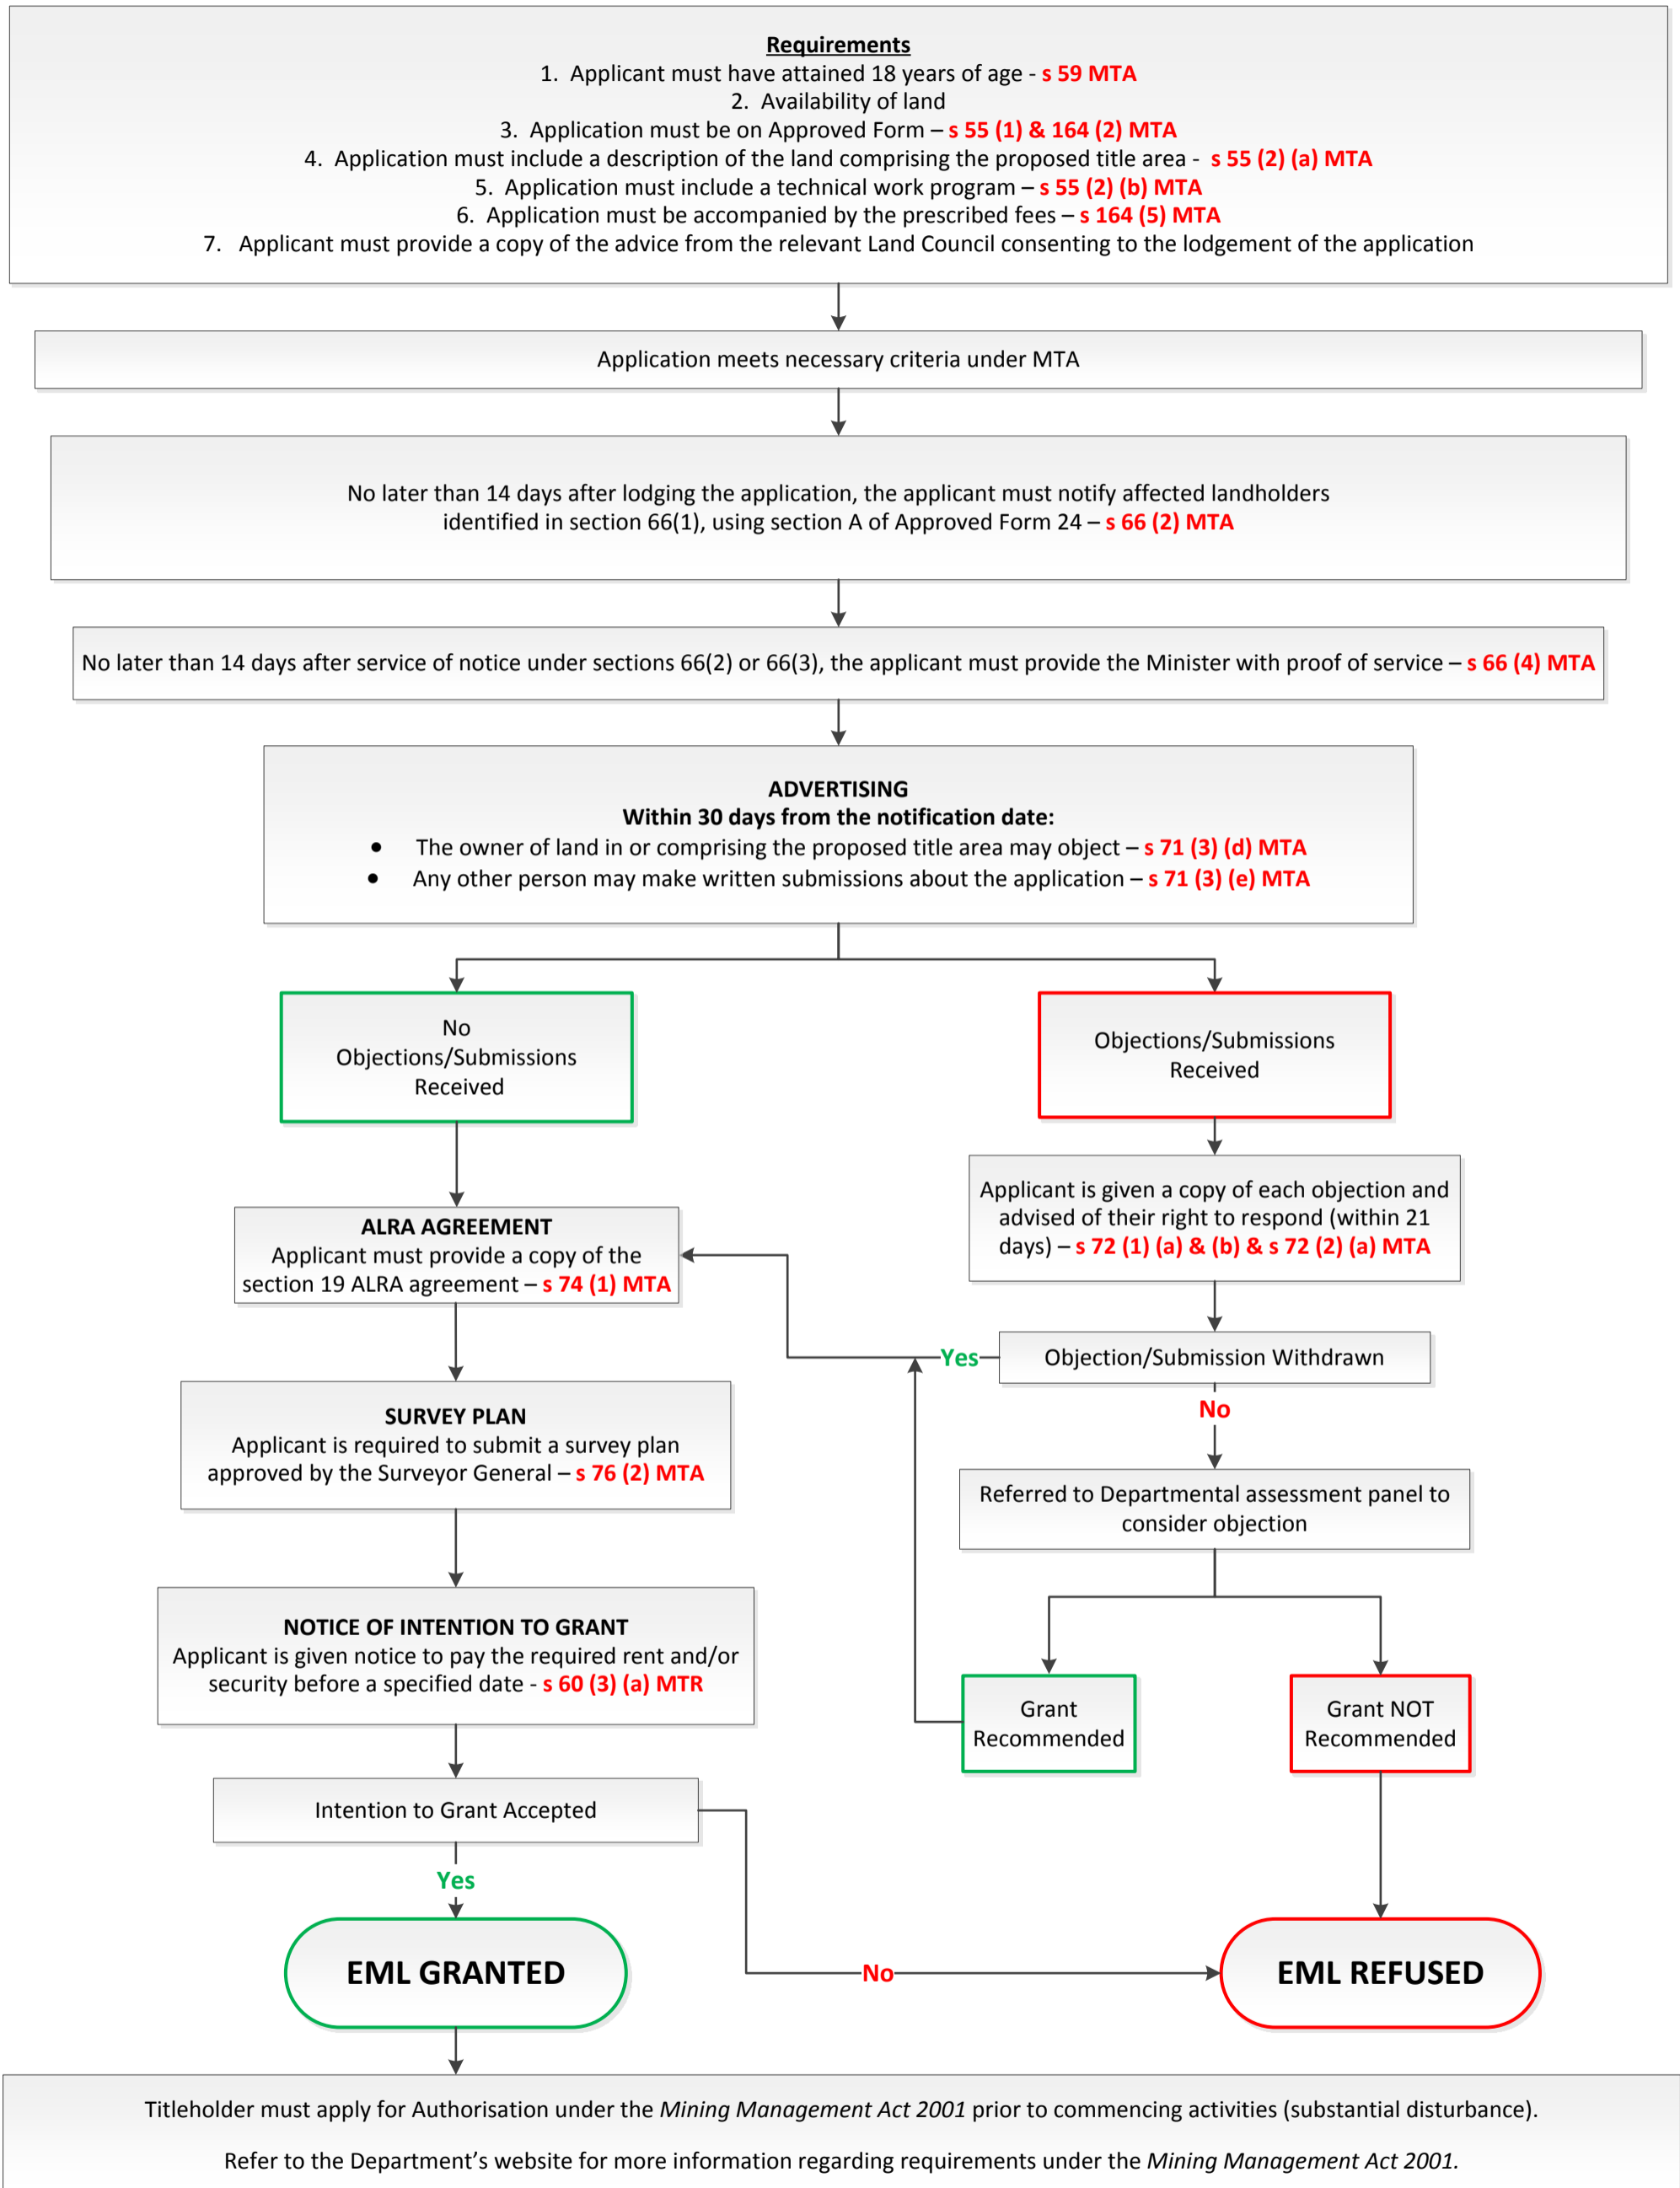 Requirements
1. Applicant must have attained 18 years of age - s 59 MTA
2. Availability of land
3. Application must be on Approved Form – s 55 (1) & 164 (2) MTA
4. Application must include a description of the land comprising the proposed title area - s 55 (2) (a) MTA
5. Application must include a technical work program – s 55 (2) (b) MTA
6. Application must be accompanied by the prescribed fees – s 164 (5) MTA
7. Applicant must provide a copy of the advice from the relevant Land Council consenting to the lodgement of the application
Application meets necessary criteria under MTA
No later than 14 days after lodging the application, the applicant must notify affected landholders
identified in section 66(1), using section A of Approved Form 24 – s 66 (2) MTA
No later than 14 days after service of notice under sections 66(2) or 66(3), the applicant must provide the Minister with proof of service – s 66 (4) MTA
ADVERTISING
Within 30 days from the notification date:
• The owner of land in or comprising the proposed title area may object – s 71 (3) (d) MTA
• Any other person may make written submissions about the application – s 71 (3) (e) MTA
No
Objections/Submissions
Received
Objections/Submissions
Received
Applicant is given a copy of each objection and
advised of their right to respond (within 21
days) – s 72 (1) (a) & (b) & s 72 (2) (a) MTA
ALRA AGREEMENT
Applicant must provide a copy of the
section 19 ALRA agreement – s 74 (1) MTA
Yes
Objection/Submission Withdrawn
No
SURVEY PLAN
Applicant is required to submit a survey plan
approved by the Surveyor General – s 76 (2) MTA
Referred to Departmental assessment panel to
consider objection
NOTICE OF INTENTION TO GRANT
Applicant is given notice to pay the required rent and/or
security before a specified date - s 60 (3) (a) MTR
Grant
Recommended
Grant NOT
Recommended
Intention to Grant Accepted
Yes
No
EML GRANTED
EML REFUSED
Titleholder must apply for Authorisation under the Mining Management Act 2001 prior to commencing activities (substantial disturbance).
Refer to the Department’s website for more information regarding requirements under the Mining Management Act 2001.